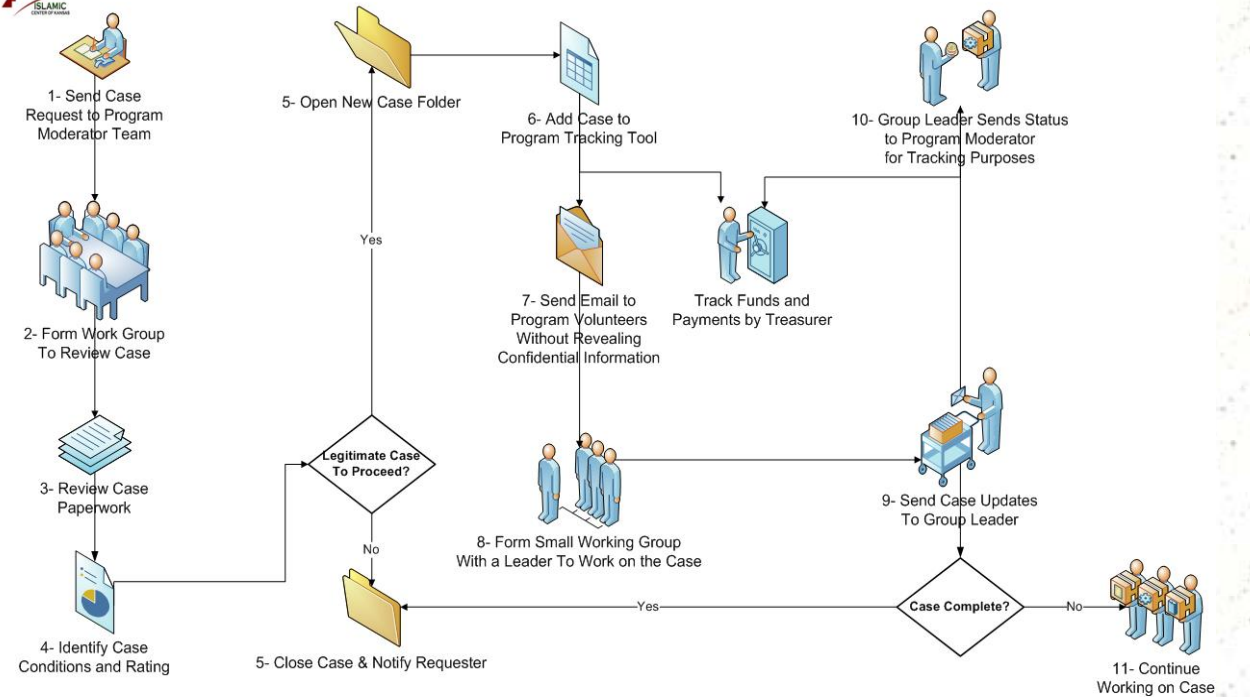 ISLAMIC
CENTER OF KANSAS
1- Send Case
Request to Program
Moderator Team
2- Form Work Group
To Review Case
3- Review Case
Paperwork
4- Identify Case
Conditions and Rating
Legitimate Case
To Proceed?
Yes
No
5- Open New Case Folder
5- Close Case & Notify Requester
6- Add Case to
Program Tracking Tool
7- Send Email to
Program Volunteers
Without Revealing
Confidential Information
Track Funds and
Payments by Treasurer
8- Form Small Working Group
With a Leader To Work on the Case
9- Send Case Updates
To Group Leader
10- Group Leader Sends Status
to Program Moderator
for Tracking Purposes
Case Complete?
Yes
No
11- Continue
Working on Case